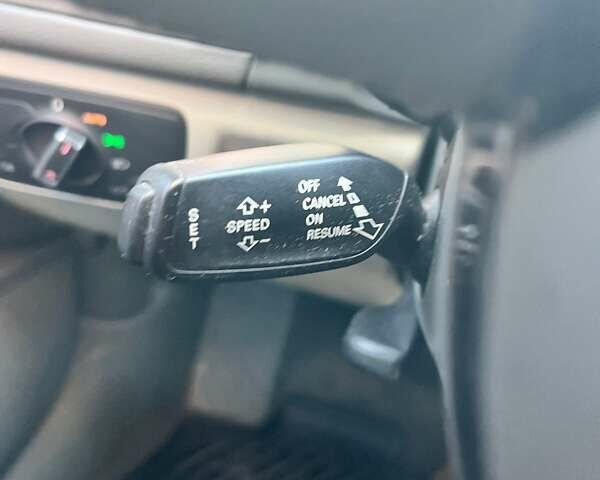 SET
SPEED
+
-
OFF
CANCEL
ON
RESUME